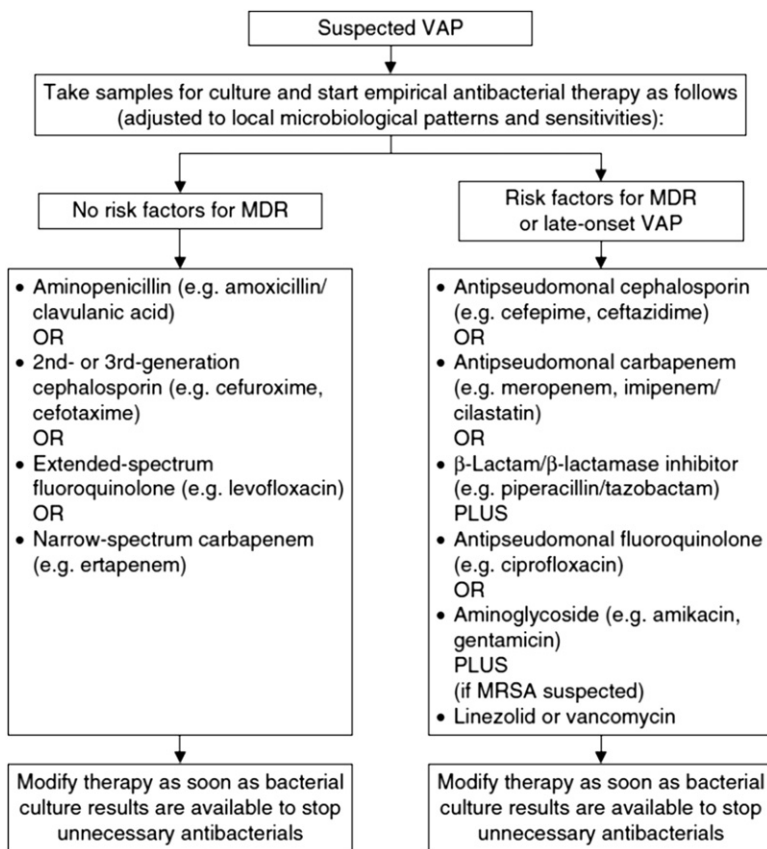 Suspected VAP
Take samples for culture and start empirical antibacterial therapy as follows
(adjusted to local microbiological patterns and sensitivities):
No risk factors for MDR
Risk factors for MDR
or late-onset VAP
• Aminopenicillin (e.g. amoxicillin/
clavulanic acid)
OR
• 2nd- or 3rd-generation
cephalosporin (e.g. cefuroxime,
cefotaxime)
OR
• Extended-spectrum
fluoroquinolone (e.g. levofloxacin)
OR
• Narrow-spectrum carbapenem
(e.g. ertapenem)
• Antipseudomonal cephalosporin
(e.g. cefepime, ceftazidime)
OR
• Antipseudomonal carbapenem
(e.g. meropenem, imipenem/
cilastatin)
OR
• β-Lactam/β-lactamase inhibitor
(e.g. piperacillin/tazobactam)
PLUS
• Antipseudomonal fluoroquinolone
(e.g. ciprofloxacin)
OR
• Aminoglycoside (e.g. amikacin,
gentamicin)
PLUS
(if MRSA suspected)
• Linezolid or vancomycin
Modify therapy as soon as bacterial
culture results are available to stop
unnecessary antibacterials
Modify therapy as soon as bacterial
culture results are available to stop
unnecessary antibacterials